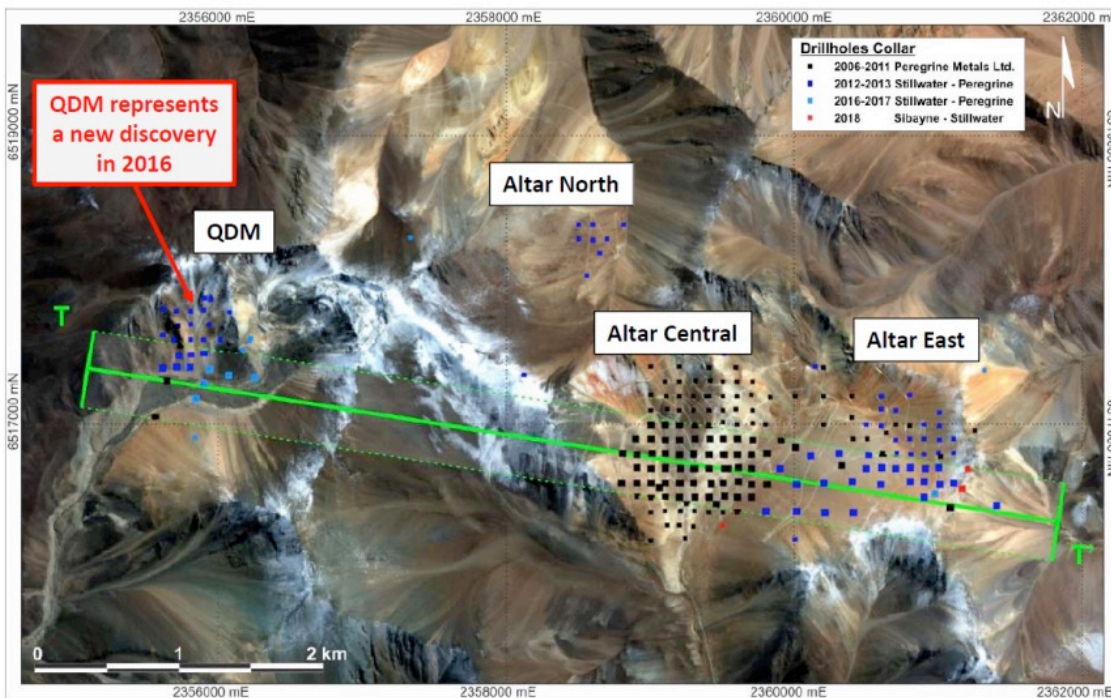 2356000 mE
2358000 mE
2360000 mE
2362000 mE
Drillholes Collar
2006-2011 Peregrine Metals Ltd.
2012-2013 Stillwater - Peregrine
2016-2017 Stillwater - Peregrine
2018 Sibayne - Stillwater
N
6519000 mN
QDM represents
a new discovery
in 2016
Altar North
QDM
T
Altar Central
Altar East
6517000 mN
T'
0 1 2 km
2356000 mE
2358000 mE
2360000 mE
2362000 mE